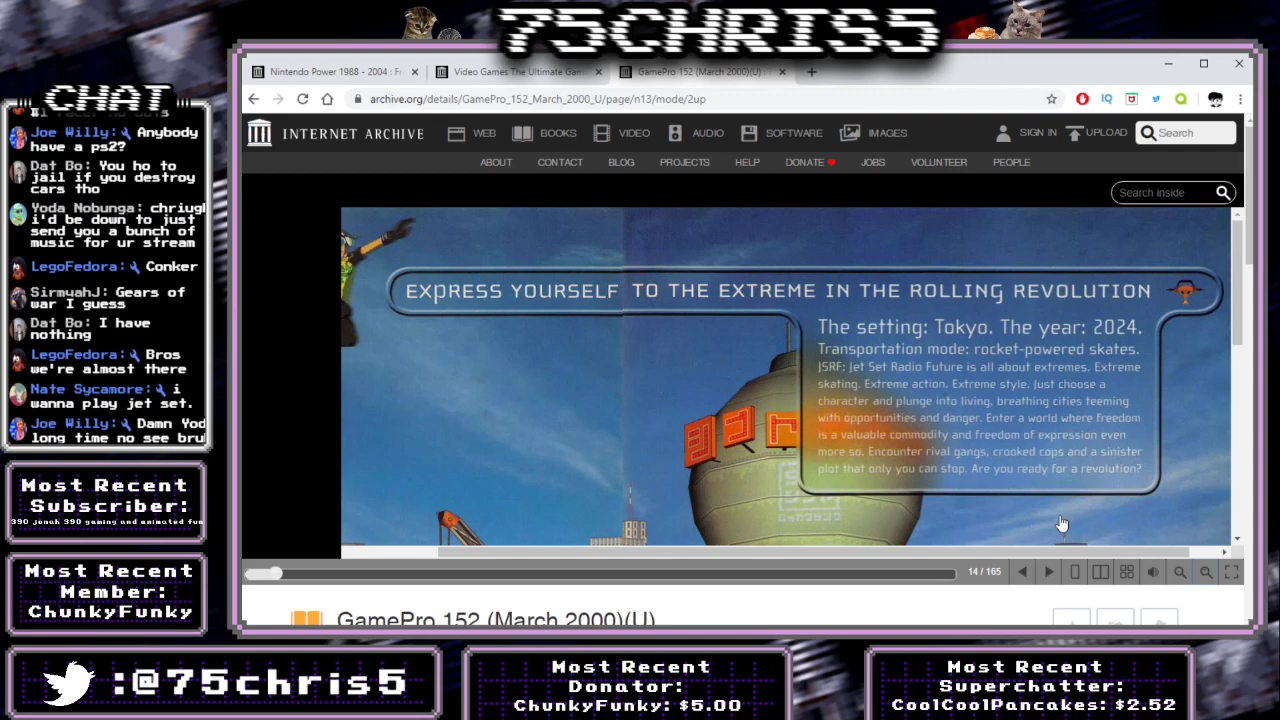 75CHRIS5
CHAT
Joe Willy: Anybody
have a ps2?
Dat Bo: You ho to
jail if you destroy
cars tho
Yoda Nobunga: chriugh
i'd be down to just
send you a bunch of
music for ur stream
LegoFedora: Conker
SirmyahJ: Gears of
war I guess
Dat Bo: I have
nothing
LegoFedora: Bros
we're almost there
Nate Sycamore: i
wanna play jet set.
Joe Willy: Damn Yod
long time no see bru
Most Recent
Subscriber:
390 jonah 390 gaming and animated fun
Most Recent
Member:
ChunkyFunky
:@75chris5
Nintendo Power 1988 - 2004 : Fr
Video Games The Ultimate Gam
GamePro 152 (March 2000)(U) :
archive.org/details/GamePro_152_March_2000_U/page/n13/mode/2up
INTERNET ARCHIVE
WEB
BOOKS
VIDEO
AUDIO
SOFTWARE
IMAGES
SIGN IN
UPLOAD
Search
ABOUT
CONTACT
BLOG
PROJECTS
HELP
DONATE
JOBS
VOLUNTEER
PEOPLE
Search inside
EXPRESS YOURSELF TO THE EXTREME IN THE ROLLING REVOLUTION
The setting: Tokyo. The year: 2024.
Transportation mode: rocket-powered skates.
JSRF: Jet Set Radio Future is all about extremes. Extreme
skating. Extreme action. Extreme style. Just choose a
character and plunge into living, breathing cities teeming
with opportunities and danger. Enter a world where freedom
is a valuable commodity and freedom of expression even
more so. Encounter rival gangs, crooked cops and a sinister
plot that only you can stop. Are you ready for a revolution?
14 / 165
GamePro 152 (March 2000)(U)
Most Recent
Donator:
ChunkyFunky: $5.00
Most Recent
Superchatter:
CoolCoolPancakes: $2.52